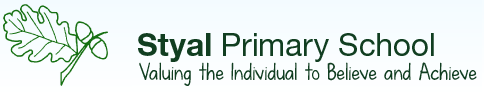 Styal Primary School
Valuing the Individual to Believe and Achieve